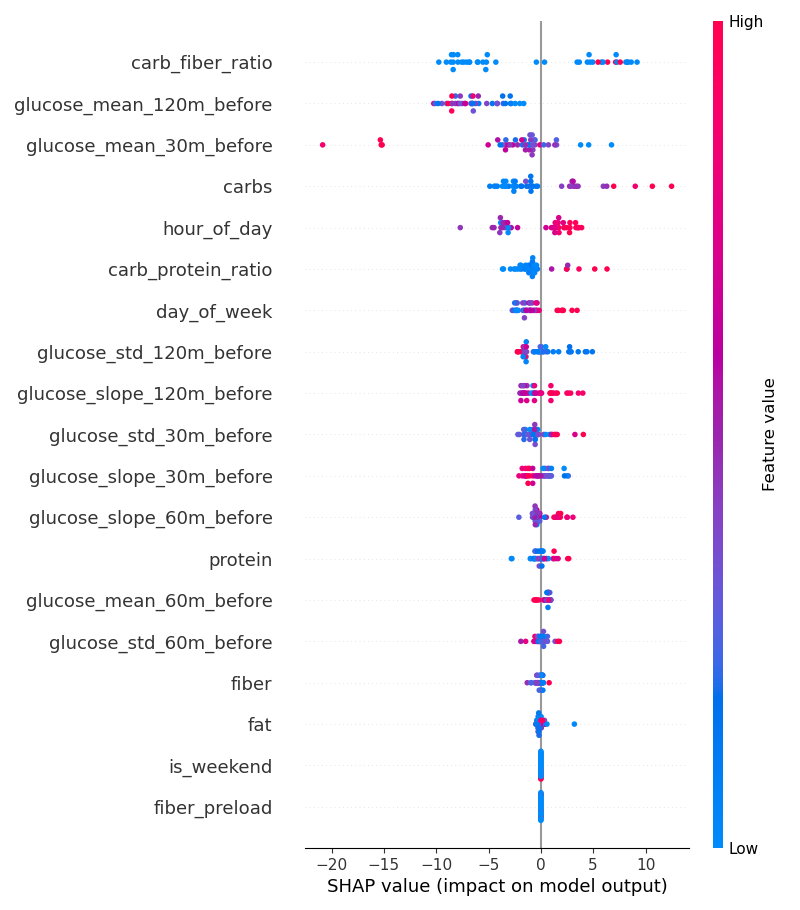 High
carb_fiber_ratio
glucose_mean_120m_before
glucose_mean_30m_before
carbs
hour_of_day
carb_protein_ratio
day_of_week
glucose_std_120m_before
glucose_slope_120m_before
glucose_std_30m_before
glucose_slope_30m_before
glucose_slope_60m_before
protein
glucose_mean_60m_before
glucose_std_60m_before
fiber
fat
is_weekend
fiber_preload
Feature value
Low
−20 −15 −10 −5 0 5 10
SHAP value (impact on model output)